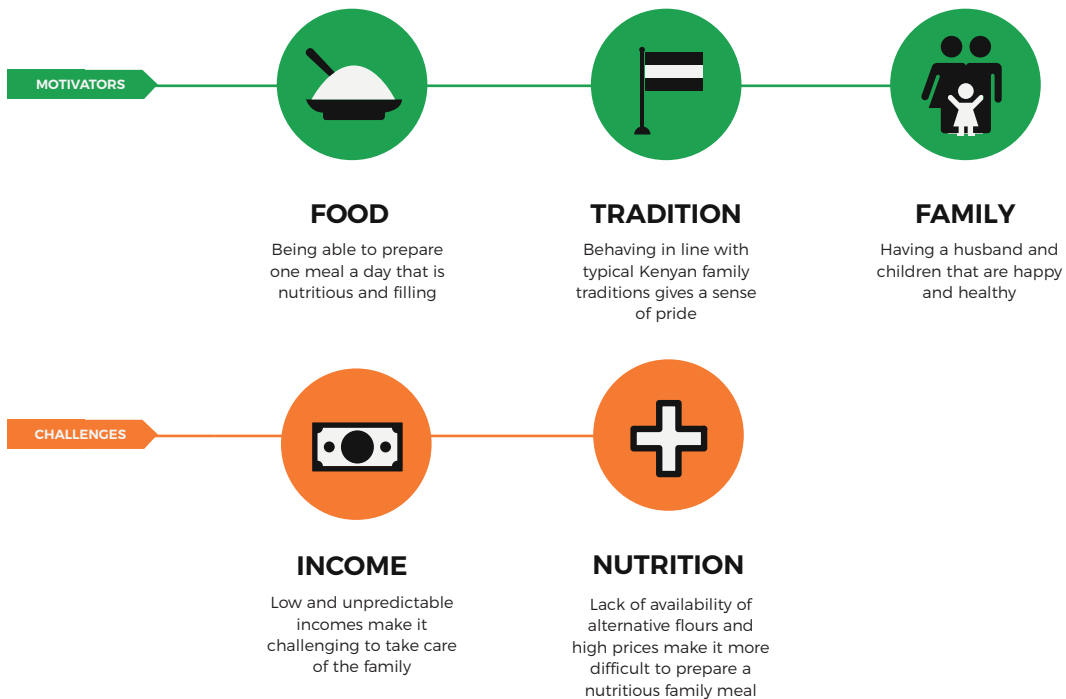 MOTIVATORS
FOOD
Being able to prepare
one meal a day that is
nutritious and filling
TRADITION
Behaving in line with
typical Kenyan family
traditions gives a sense
of pride
FAMILY
Having a husband and
children that are happy
and healthy
CHALLENGES
INCOME
Low and unpredictable
incomes make it
challenging to take care
of the family
NUTRITION
Lack of availability of
alternative flours and
high prices make it more
difficult to prepare a
nutritious family meal